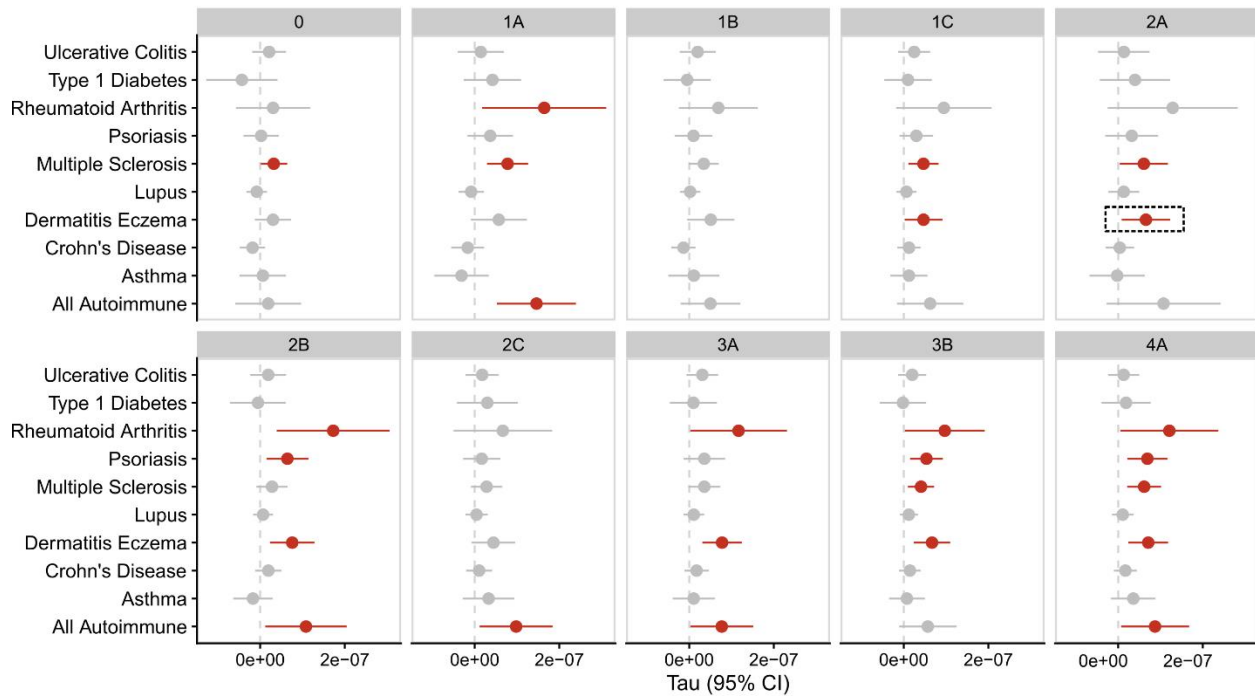 0 1A 1B 1C 2A
Ulcerative Colitis
Type 1 Diabetes
Rheumatoid Arthritis
Psoriasis
Multiple Sclerosis
Lupus
Dermatitis Eczema
Crohn's Disease
Asthma
All Autoimmune
2B 2C 3A 3B 4A
Ulcerative Colitis
Type 1 Diabetes
Rheumatoid Arthritis
Psoriasis
Multiple Sclerosis
Lupus
Dermatitis Eczema
Crohn's Disease
Asthma
All Autoimmune
0e+00 2e-07 0e+00 2e-07 0e+00 2e-07 0e+00 2e-07 0e+00 2e-07
Tau (95% CI)